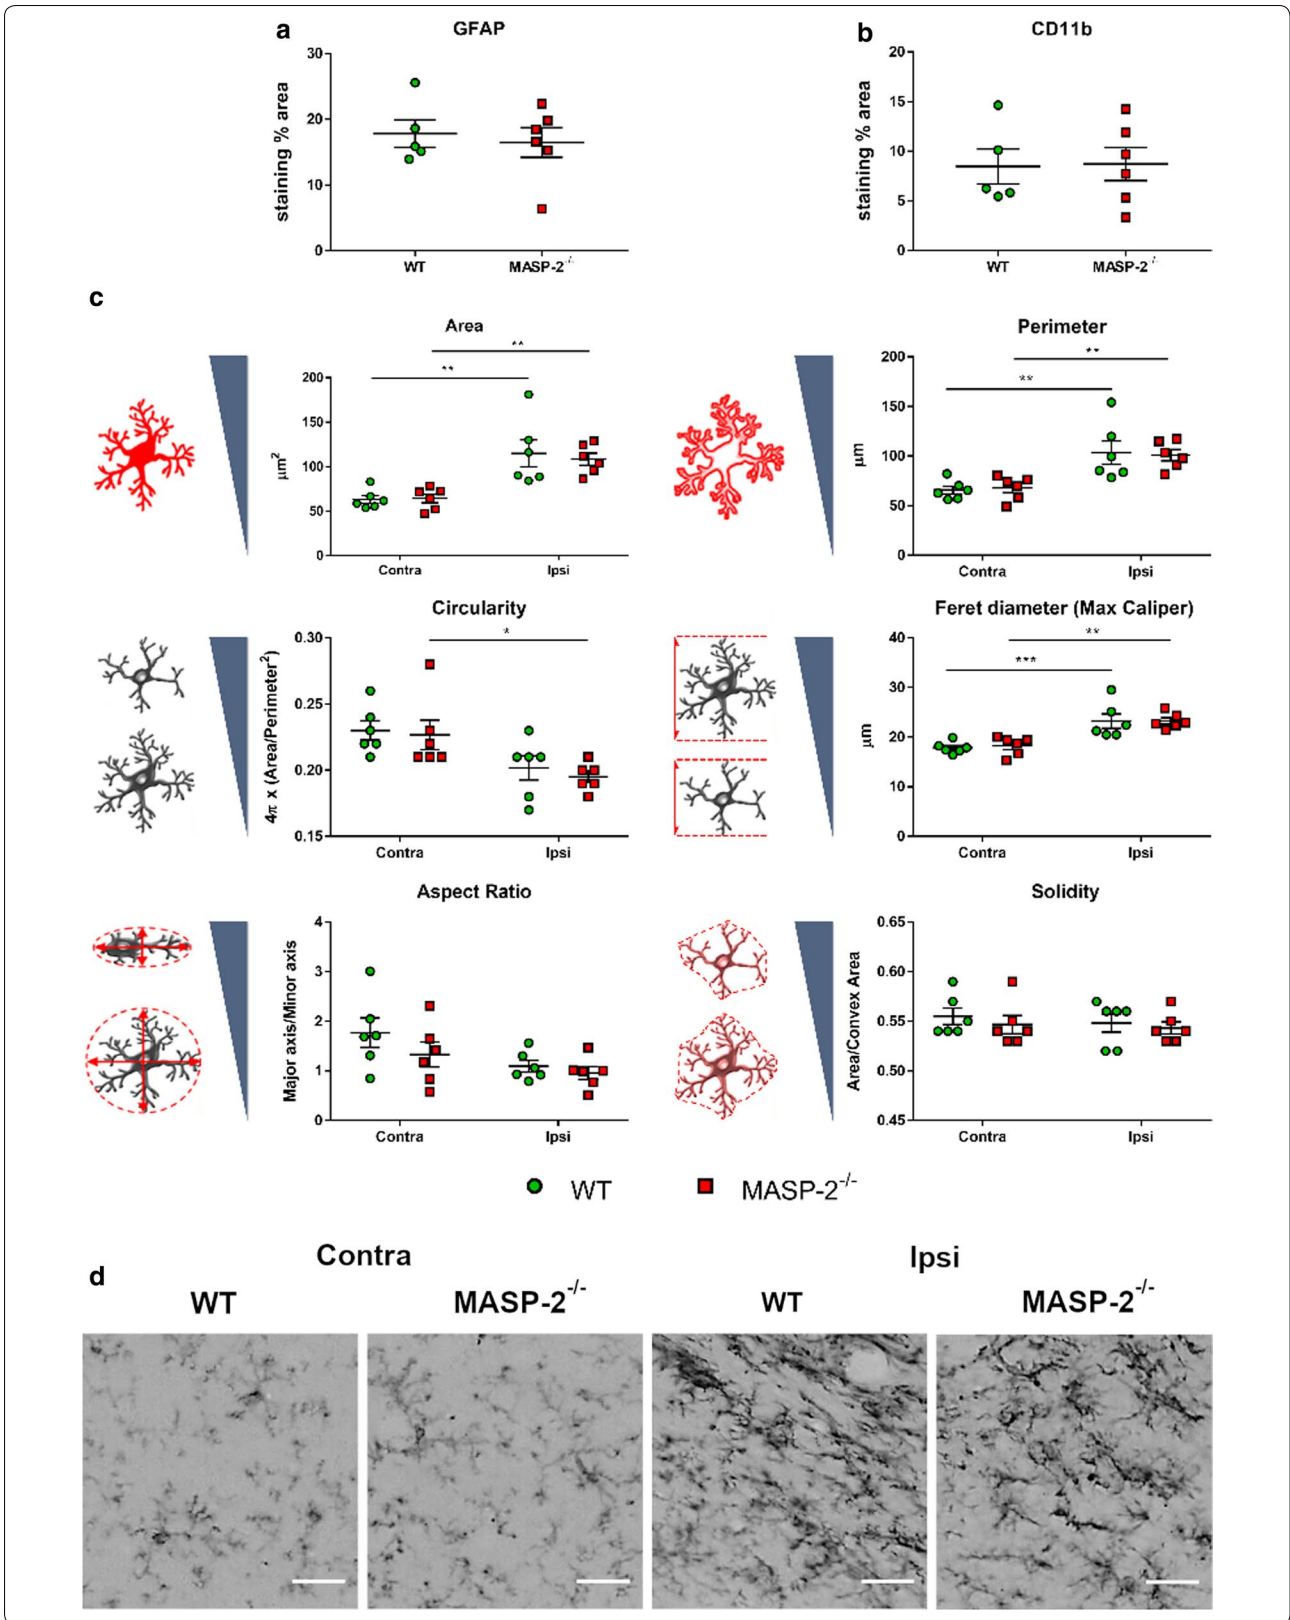 a
GFAP
30
20
10
0
staining % area
WT
MASP-2-/-
b
CD11b
20
15
10
5
0
staining % area
WT
MASP-2-/-
c
Area
**
**
200
150
100
50
0
μm2
Contra
Ipsi
Perimeter
**
**
200
150
100
50
0
μm
Contra
Ipsi
Circularity
*
0.30
0.25
0.20
0.15
4π x (Area/Perimeter2)
Contra
Ipsi
Feret diameter (Max Caliper)
**
***
40
30
20
10
0
μm
Contra
Ipsi
Aspect Ratio
4
3
2
1
0
Major axis/Minor axis
Contra
Ipsi
Solidity
0.65
0.60
0.55
0.50
0.45
Area/Convex Area
Contra
Ipsi
WT
MASP-2-/-
d
Contra
Ipsi
WT
MASP-2-/-
WT
MASP-2-/-